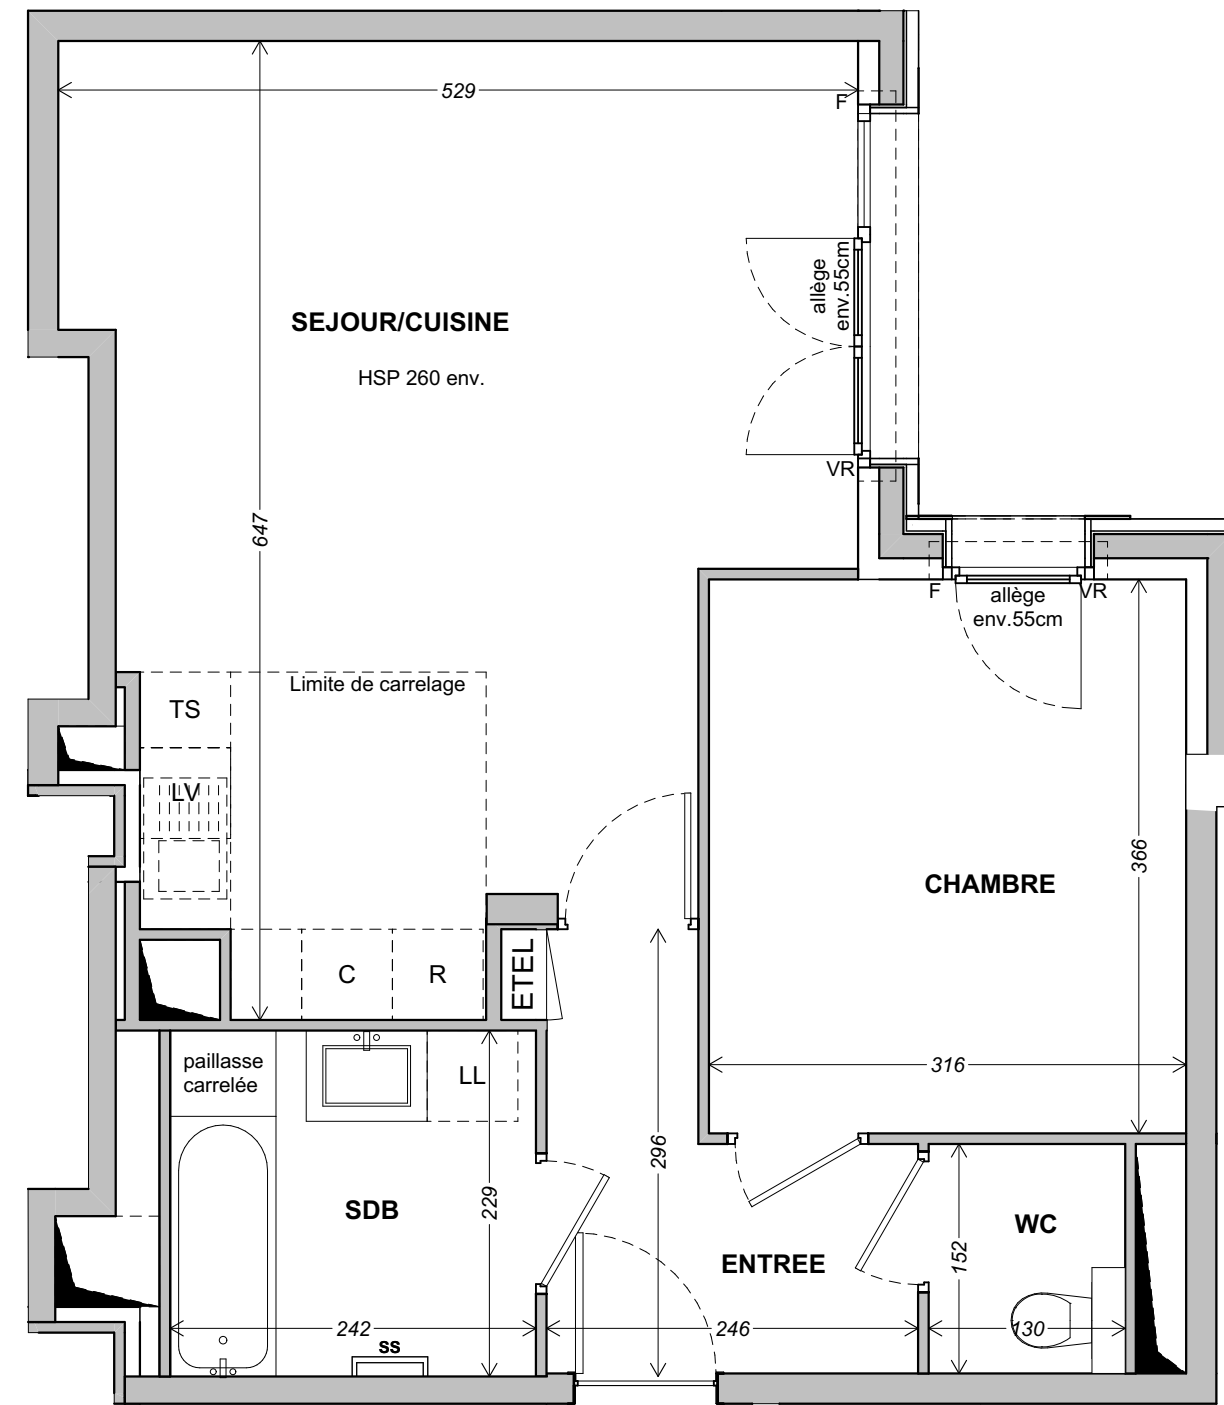 529
F
allège
env.55cm
SEJOUR/CUISINE
HSP 260 env.
VR
647
F
allège
env.55cm
VR
Limite de carrelage
TS
LV
366
CHAMBRE
C
R
ETEL
316
paillasse
carrelée
LL
296
229
SDB
152
WC
ENTREE
242
ss
246
130